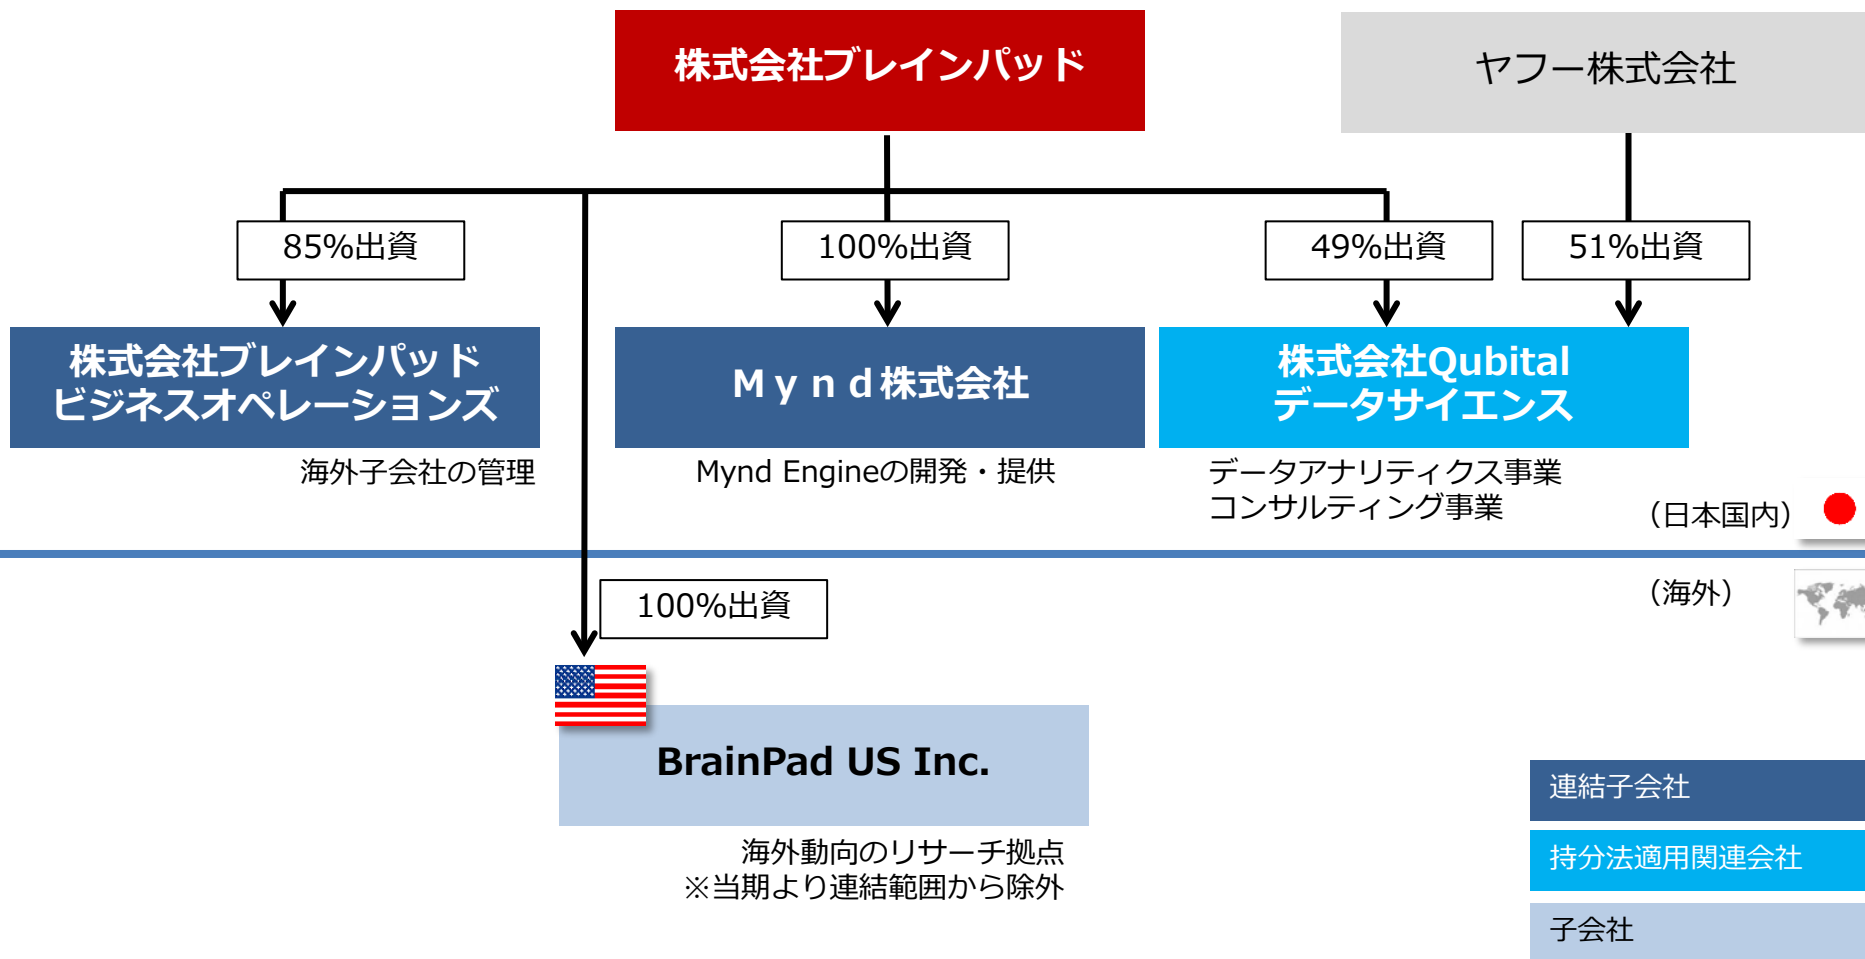 株式会社ブレインパッド
ヤフー株式会社
85%出資
100%出資
49%出資
51%出資
株式会社ブレインパッド
ビジネスオペレーションズ
Ｍｙｎｄ株式会社
株式会社Qubital
データサイエンス
海外子会社の管理
Mynd Engineの開発・提供
データアナリティクス事業
コンサルティング事業
（日本国内）
（海外）
100%出資
BrainPad US Inc.
海外動向のリサーチ拠点
※当期より連結範囲から除外
連結子会社
持分法適用関連会社
子会社